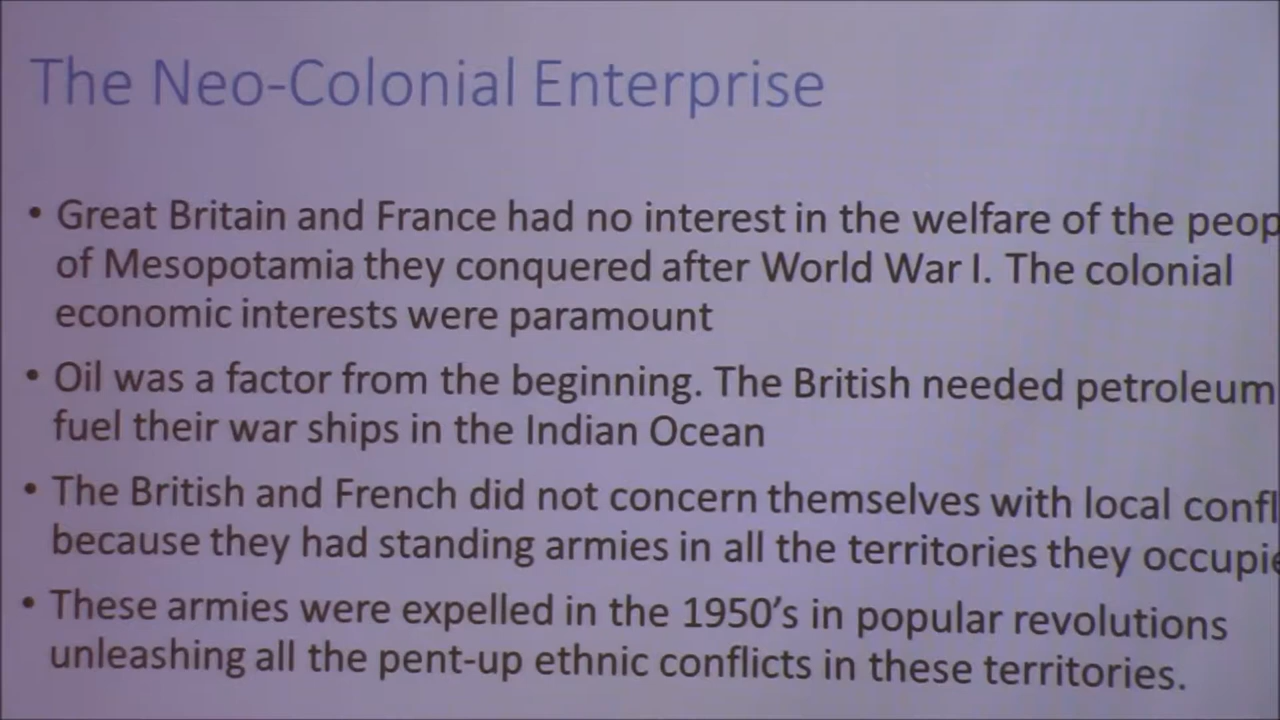 The Neo-Colonial Enterprise
• Great Britain and France had no interest in the welfare of the peop
of Mesopotamia they conquered after World War I. The colonial
economic interests were paramount
• Oil was a factor from the beginning. The British needed petroleum
fuel their war ships in the Indian Ocean
• The British and French did not concern themselves with local confl
because they had standing armies in all the territories they occupie
• These armies were expelled in the 1950's in popular revolutions
unleashing all the pent-up ethnic conflicts in these territories.